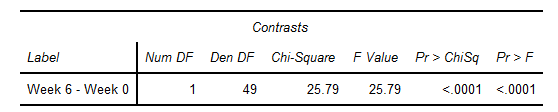 Contrasts
Label Num DF Den DF Chi-Square F Value Pr > ChiSq Pr > F
Week 6 - Week 0 1 49 25.79 25.79 <.0001 <.0001